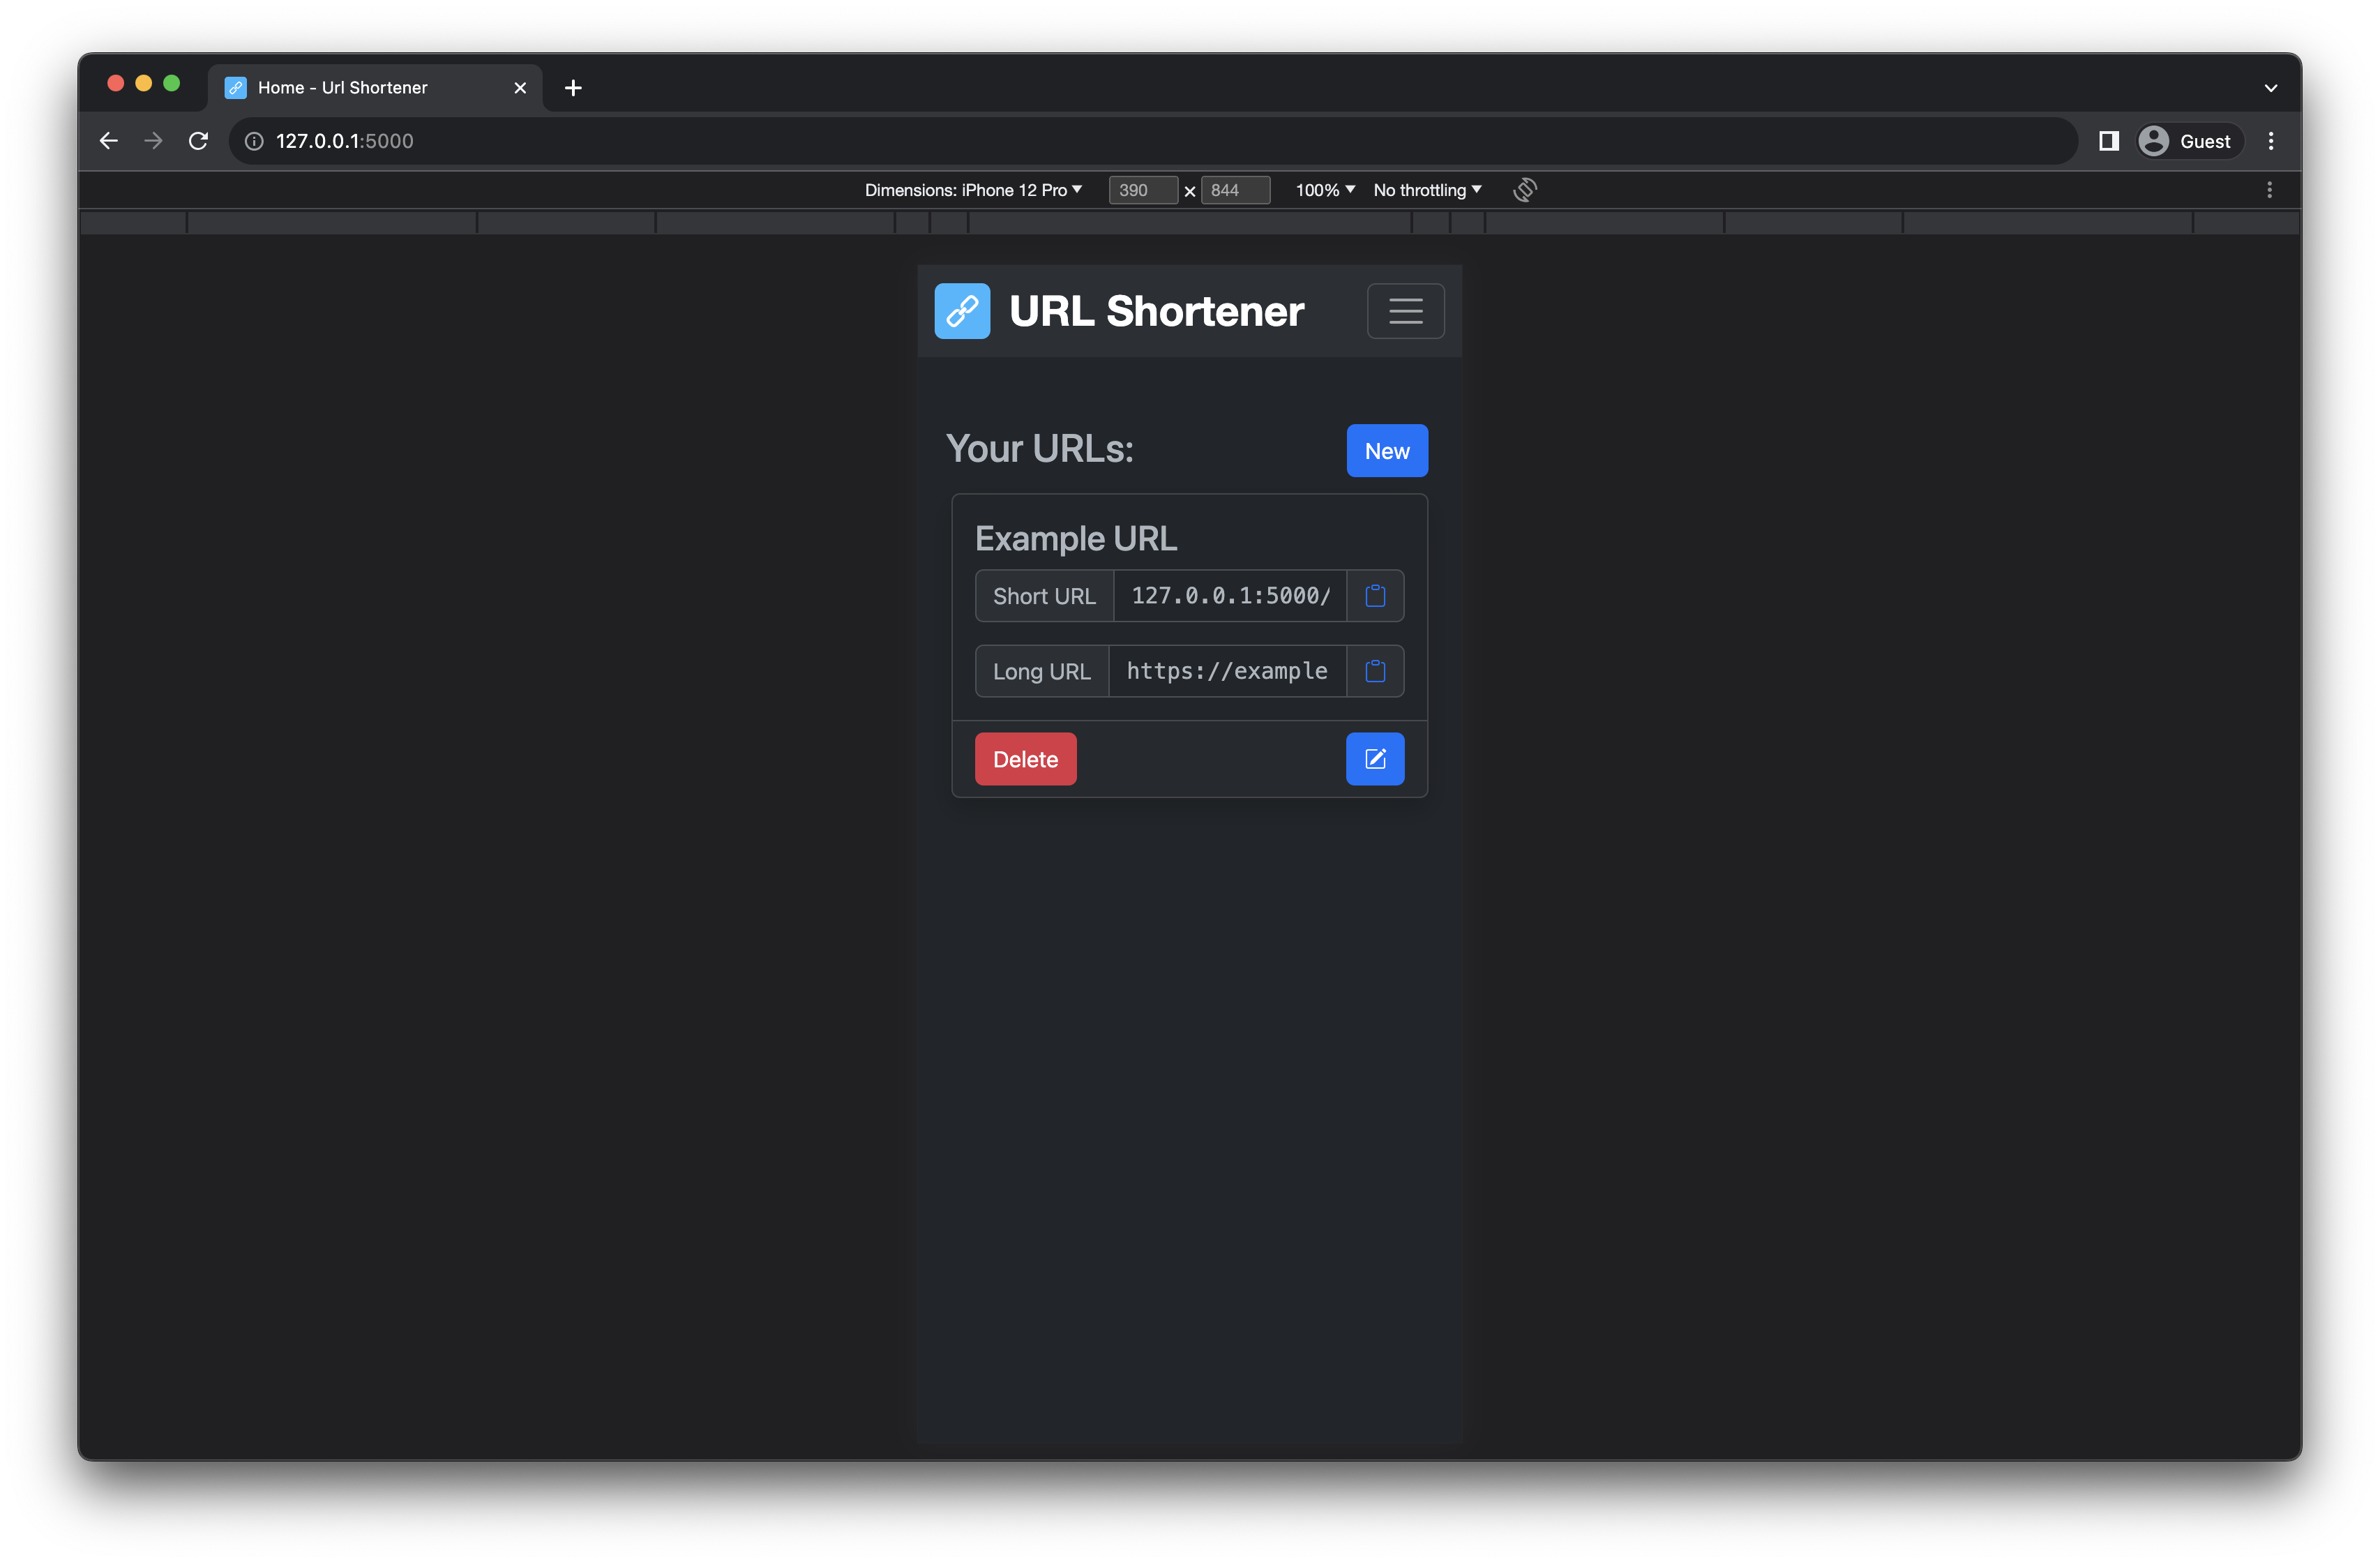 Home - Url Shortener
127.0.0.1:5000
Guest
Dimensions: iPhone 12 Pro 390 × 844 100% No throttling
URL Shortener
Your URLs:
New
Example URL
Short URL 127.0.0.1:5000/
Long URL https://example
Delete